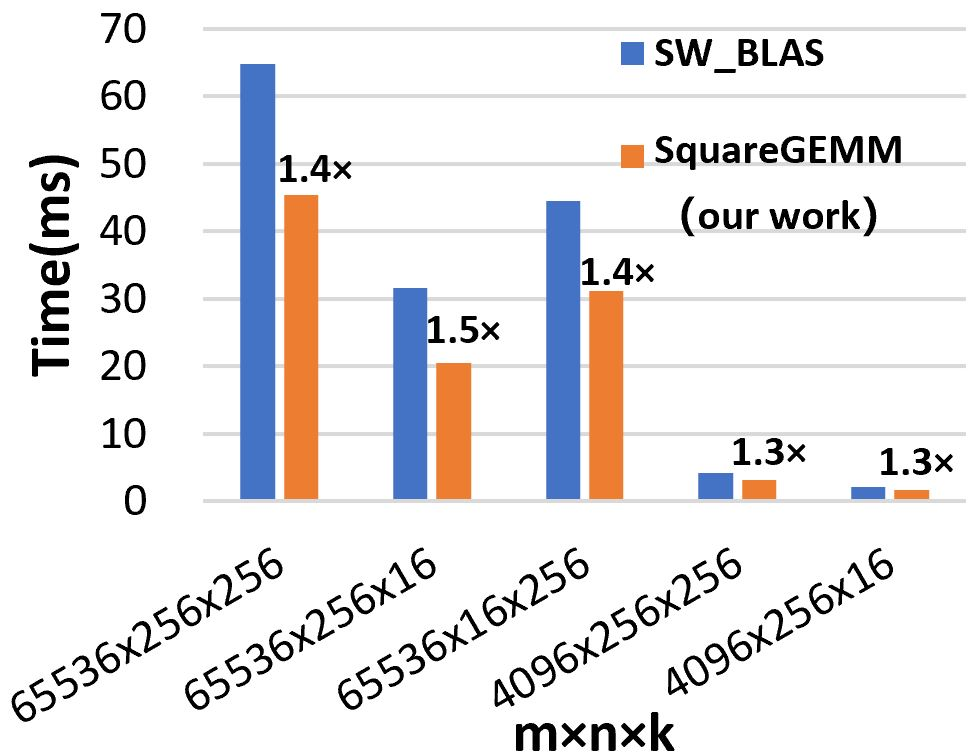 70
60
50
40
30
20
10
0
Time(ms)
SW_BLAS
SquareGEMM
(our work)
1.4×
1.5×
1.4×
1.3×
1.3×
65536x256x256
65536x256x16
65536x16x256
4096x256x256
4096x256x16
m×n×k